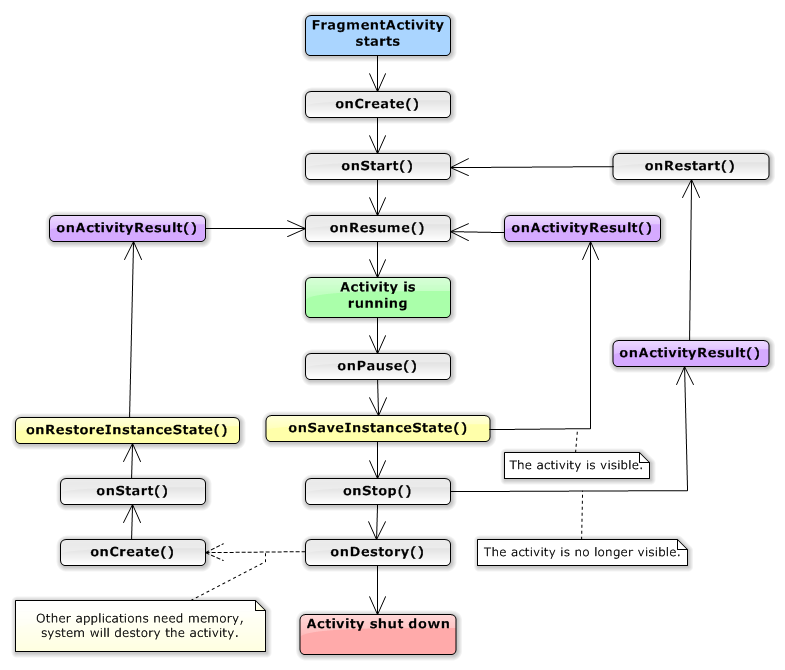 FragmentActivity
starts
onCreate()
onStart()
onRestart()
onActivityResult()
onResume()
onActivityResult()
Activity is
running
onActivityResult()
onPause()
onRestoreInstanceState()
onSaveInstanceState()
The activity is visible.
onStart()
onStop()
onCreate()
onDestory()
The activity is no longer visible.
Other applications need memory,
system will destory the activity.
Activity shut down